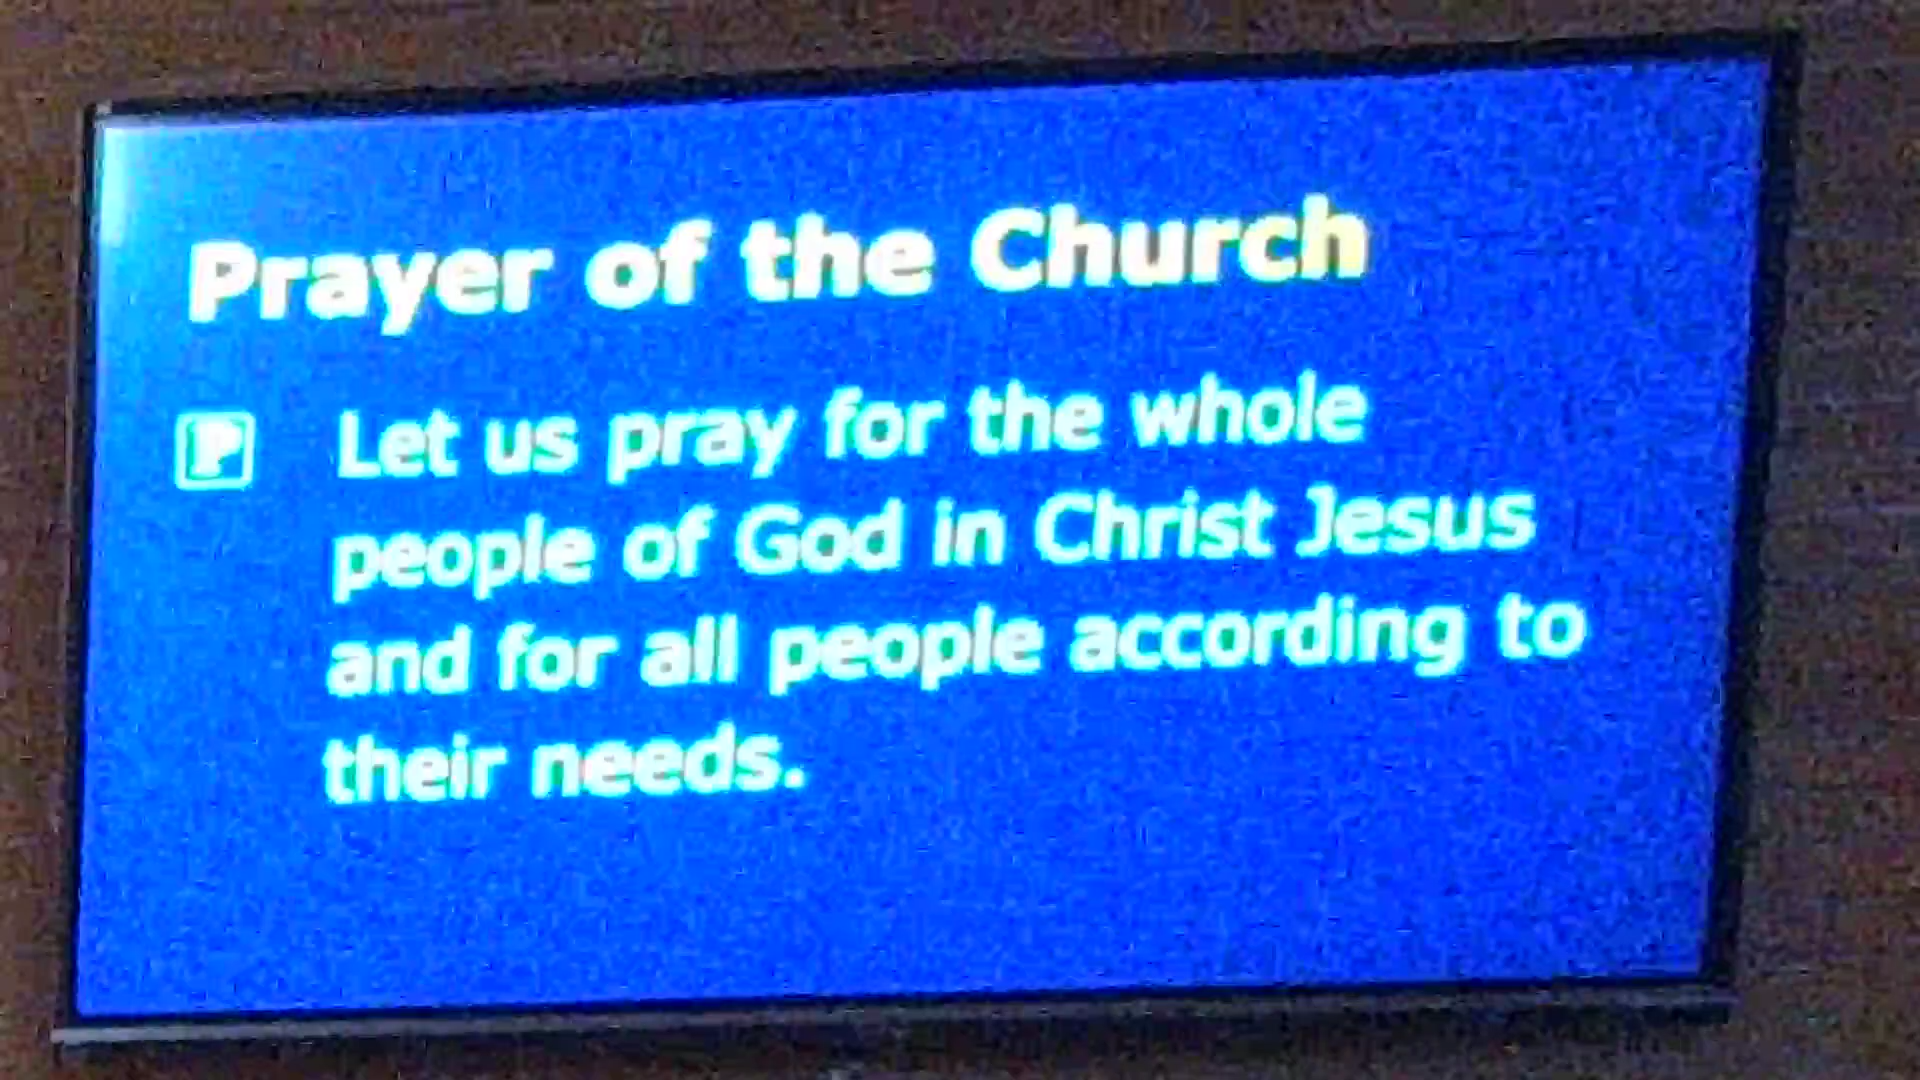 Prayer of the Church
P Let us pray for the whole
people of God in Christ Jesus
and for all people according to
their needs.